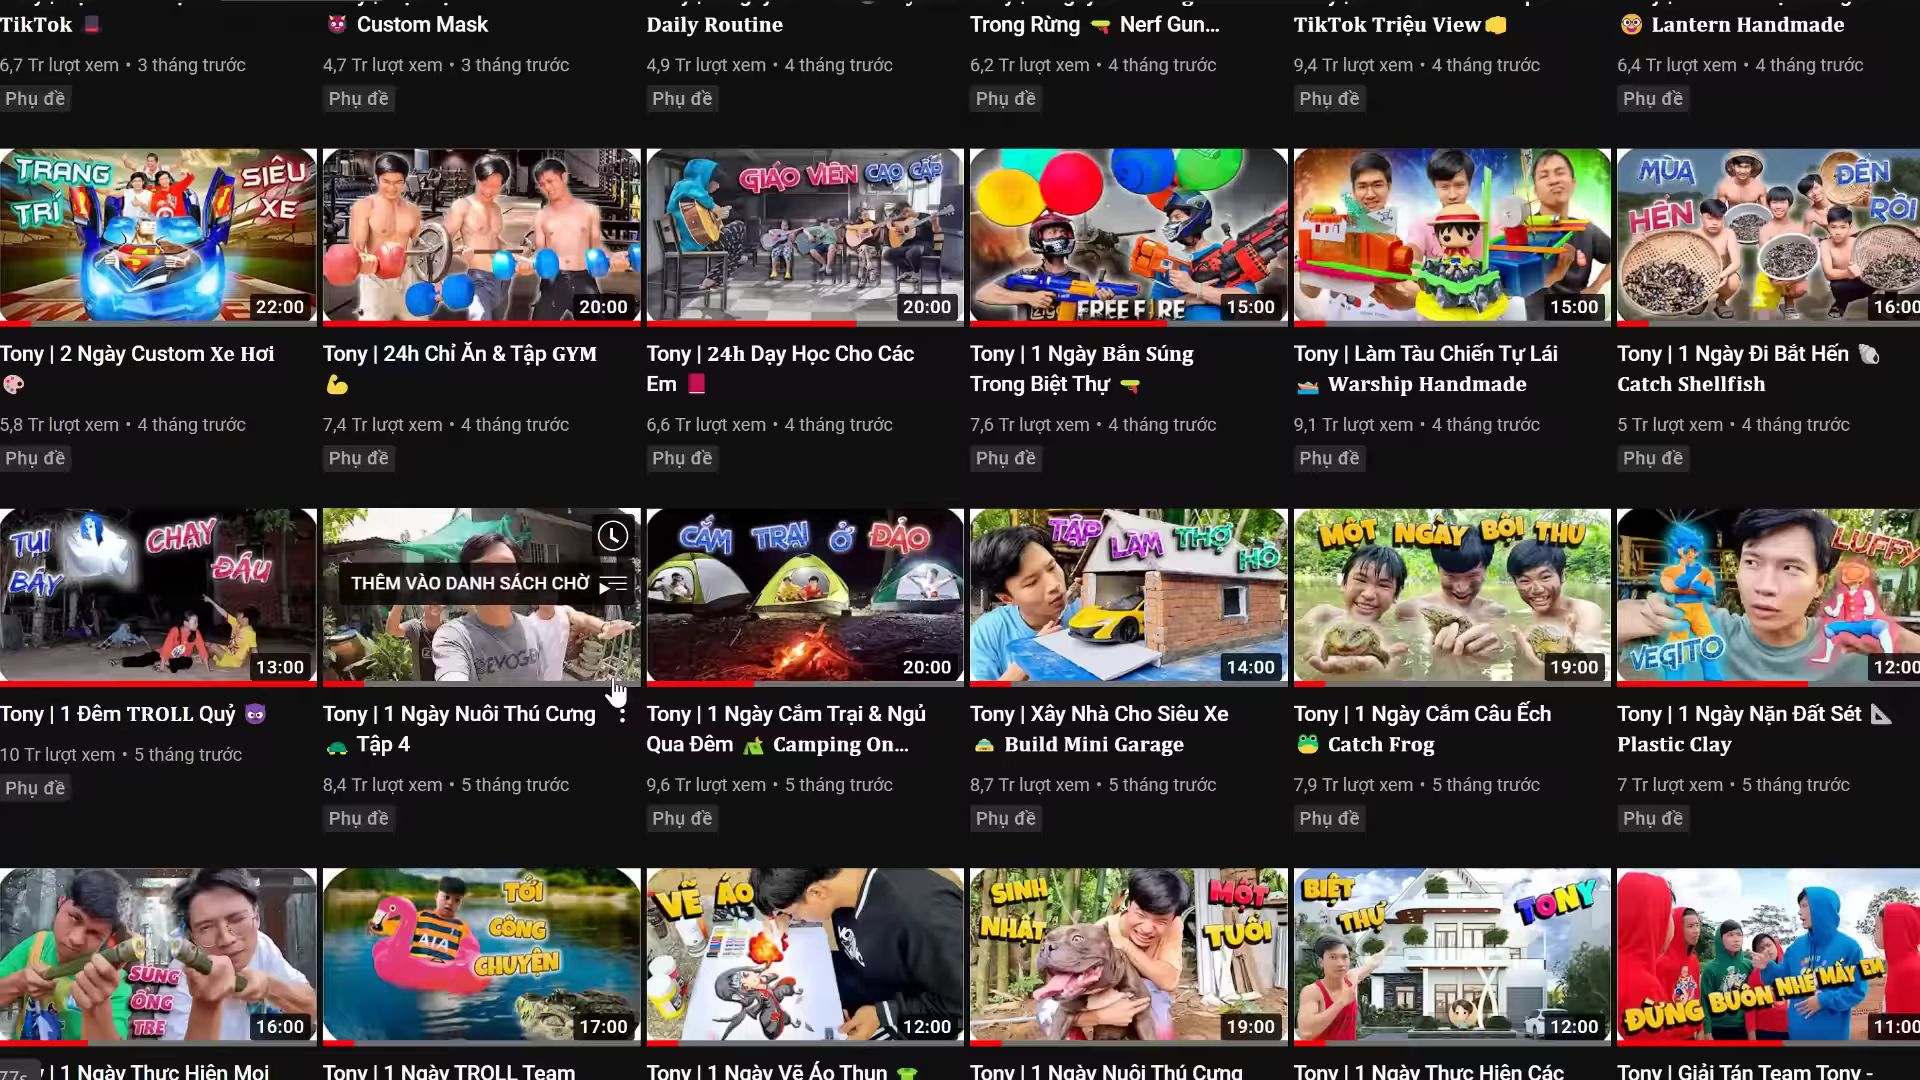 TikTok 🎩
👿 Custom Mask
Daily Routine
Trong Rừng 🔫 Nerf Gun...
TikTok Triệu View👊
🤓 Lantern Handmade
6,7 Tr lượt xem • 3 tháng trước
4,7 Tr lượt xem • 3 tháng trước
4,9 Tr lượt xem • 4 tháng trước
6,2 Tr lượt xem • 4 tháng trước
9,4 Tr lượt xem • 4 tháng trước
6,4 Tr lượt xem • 4 tháng trước
Phụ đề
Phụ đề
Phụ đề
Phụ đề
Phụ đề
Phụ đề
TRANG
TRÍ
SIÊU
XE
22:00
20:00
GIÁO VIÊN CAO CẤP
20:00
FREE FIRE
15:00
15:00
MÙA
HẾN
ĐẾN
RỒI
16:00
Tony | 2 Ngày Custom Xe Hơi
🎨
Tony | 24h Chỉ Ăn & Tập GYM
💪
Tony | 24h Dạy Học Cho Các
Em 📕
Tony | 1 Ngày Bắn Súng
Trong Biệt Thự 🔫
Tony | Làm Tàu Chiến Tự Lái
🚤 Warship Handmade
Tony | 1 Ngày Đi Bắt Hến 🐚
Catch Shellfish
5,8 Tr lượt xem • 4 tháng trước
7,4 Tr lượt xem • 4 tháng trước
6,6 Tr lượt xem • 4 tháng trước
7,6 Tr lượt xem • 4 tháng trước
9,1 Tr lượt xem • 4 tháng trước
5 Tr lượt xem • 4 tháng trước
Phụ đề
Phụ đề
Phụ đề
Phụ đề
Phụ đề
Phụ đề
TUI
BÂY
CHẠY
ĐÂU
13:00
THÊM VÀO DANH SÁCH CHỜ
CẮM TRẠI Ở ĐẢO
20:00
TẬP LÀM THỢ
HỒ
14:00
MỘT NGÀY BỘI THU
19:00
LUFFY
VEGITO
12:00
Tony | 1 Đêm TROLL Quỷ 👿
Tony | 1 Ngày Nuôi Thú Cưng
🐢 Tập 4
Tony | 1 Ngày Cắm Trại & Ngủ
Qua Đêm 🏕 Camping On...
Tony | Xây Nhà Cho Siêu Xe
🚖 Build Mini Garage
Tony | 1 Ngày Cắm Câu Ếch
🐸 Catch Frog
Tony | 1 Ngày Nặn Đất Sét 📐
Plastic Clay
10 Tr lượt xem • 5 tháng trước
8,4 Tr lượt xem • 5 tháng trước
9,6 Tr lượt xem • 5 tháng trước
8,7 Tr lượt xem • 5 tháng trước
7,9 Tr lượt xem • 5 tháng trước
7 Tr lượt xem • 5 tháng trước
Phụ đề
Phụ đề
Phụ đề
Phụ đề
Phụ đề
Phụ đề
SÚNG
ỐNG
TRE
16:00
TỚI
CÔNG
CHUYỆN
AIA
17:00
VẼ ÁO
12:00
SINH
NHẬT
MỘT
TUỔI
19:00
BIỆT
THỰ
TONY
12:00
ĐỪNG BUỒN NHÉ MẤY EM
11:00
| 1 Ngày Thực Hiện Mọi
Tony | 1 Ngày TROLL Team
Tony | 1 Ngày Vẽ Áo Thun 👕
Tony | 1 Ngày Nuôi Thú Cưng
Tony | 1 Ngày Thực Hiện Các
Tony | Giải Tán Team Tony -